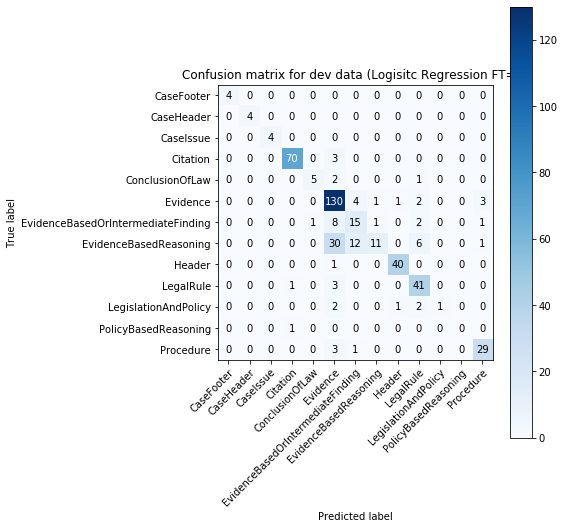 Confusion matrix for dev data (Logisitc Regression FT=
True label
CaseFooter 4 0 0 0 0 0 0 0 0 0 0 0 0
CaseHeader 0 4 0 0 0 0 0 0 0 0 0 0 0
CaseIssue 0 0 4 0 0 0 0 0 0 0 0 0 0
Citation 0 0 0 70 0 3 0 0 0 0 0 0 0
ConclusionOfLaw 0 0 0 0 5 2 0 0 0 1 0 0 0
Evidence 0 0 0 0 0 130 4 1 1 2 0 0 3
EvidenceBasedOrIntermediateFinding 0 0 0 0 1 8 15 1 0 2 0 0 1
EvidenceBasedReasoning 0 0 0 0 0 30 12 11 0 6 0 0 1
Header 0 0 0 0 0 1 0 0 40 0 0 0 0
LegalRule 0 0 0 1 0 3 0 0 0 41 0 0 0
LegislationAndPolicy 0 0 0 0 0 2 0 0 1 2 1 0 0
PolicyBasedReasoning 0 0 0 1 0 0 0 0 0 0 0 0 0
Procedure 0 0 0 0 0 3 1 0 0 0 0 0 29
CaseFooter
CaseHeader
CaseIssue
Citation
ConclusionOfLaw
Evidence
EvidenceBasedOrIntermediateFinding
EvidenceBasedReasoning
Header
LegalRule
LegislationAndPolicy
PolicyBasedReasoning
Procedure
Predicted label
120
100
80
60
40
20
0